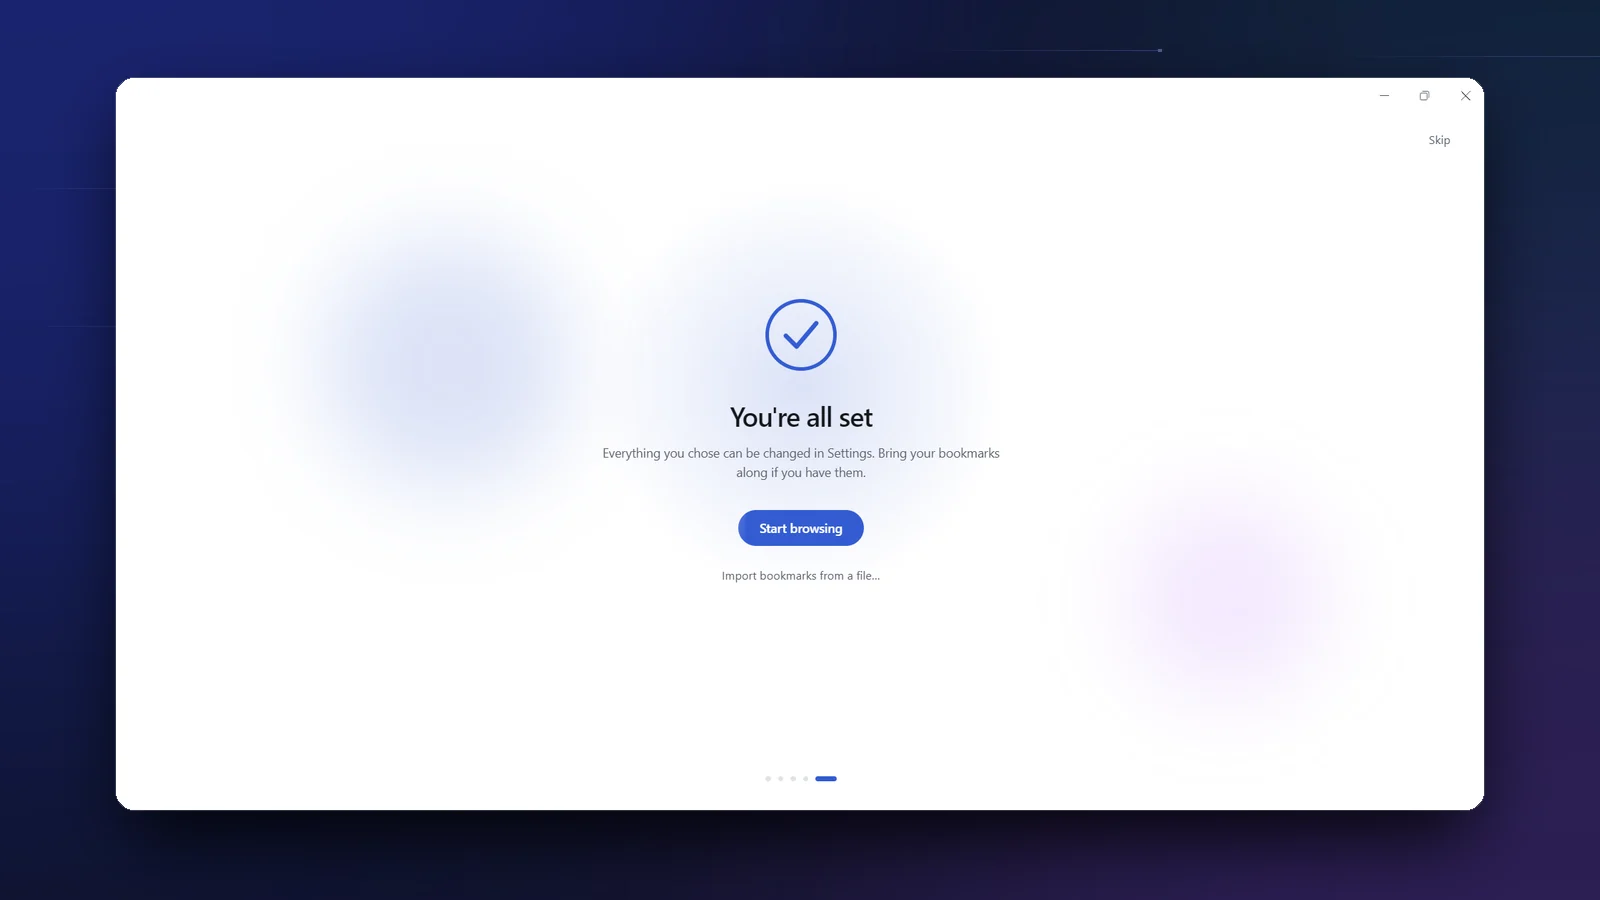 Skip
You're all set
Everything you chose can be changed in Settings. Bring your bookmarks
along if you have them.
Start browsing
Import bookmarks from a file...